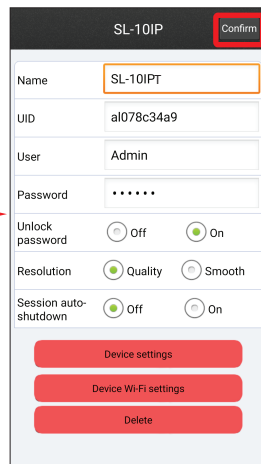 SL-10IP Confirm
Name SL-10IPT
UID al078c34a9
User Admin
Password ••••••
Unlock password Off On
Resolution Quality Smooth
Session auto-shutdown Off On
Device settings
Device Wi-Fi settings
Delete